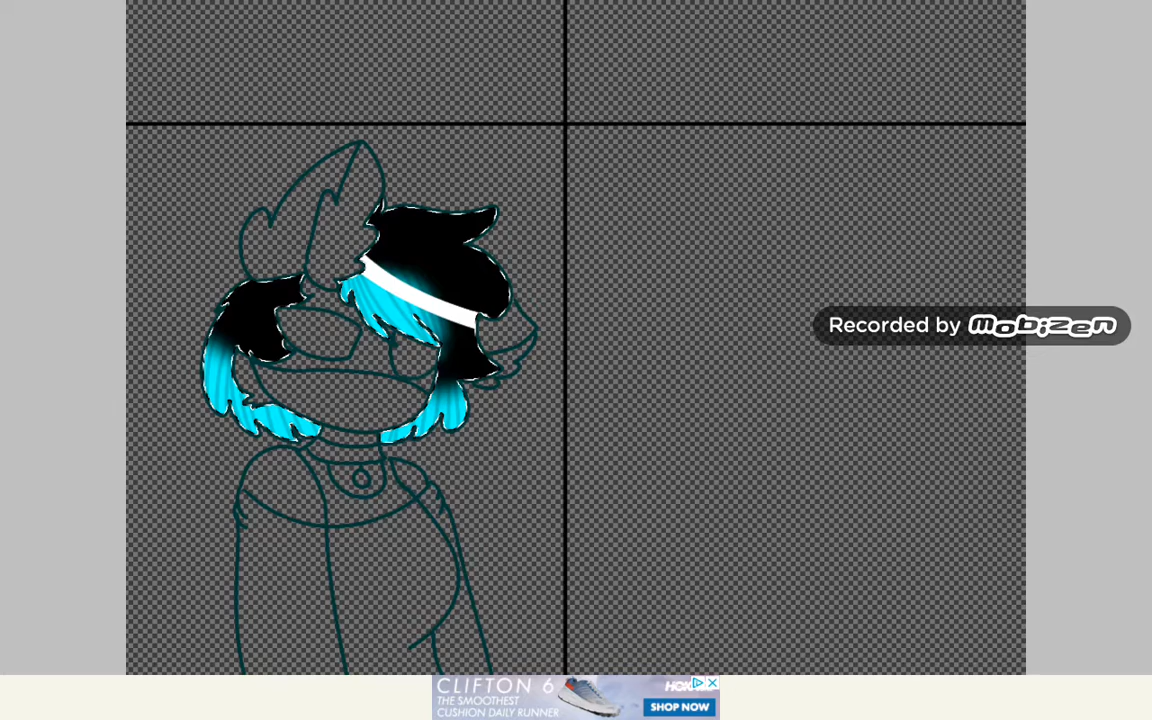 Recorded by mobizen
CLIFTON 6
THE SMOOTHEST
CUSHION DAILY RUNNER
SHOP NOW